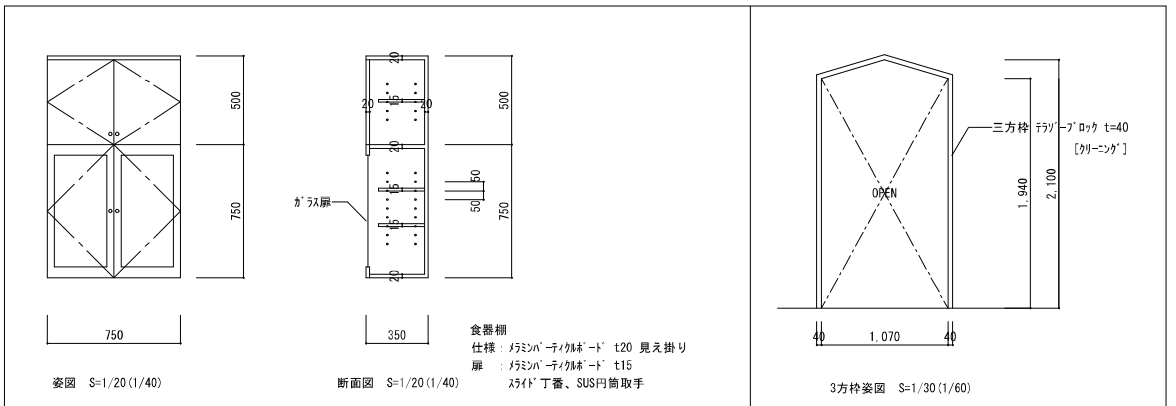 20
500
15
20
20
500
20
50
ガラス扉
15
50
750
750
15
20
750
350
食器棚
仕様：ﾒﾗﾐﾝﾊﾟｰﾃｨｸﾙﾎﾞｰﾄﾞ t20 見え掛り
扉 ：ﾒﾗﾐﾝﾊﾟｰﾃｨｸﾙﾎﾞｰﾄﾞ t15
ｽﾗｲﾄﾞ丁番、SUS円筒取手
姿図 S=1/20(1/40)
断面図 S=1/20(1/40)
三方枠 ﾃﾗｿﾞｰﾌﾞﾛｯｸ t=40
[ｸﾘｰﾆﾝｸﾞ]
OPEN
1,940
2,100
40
1,070
40
3方枠姿図 S=1/30(1/60)